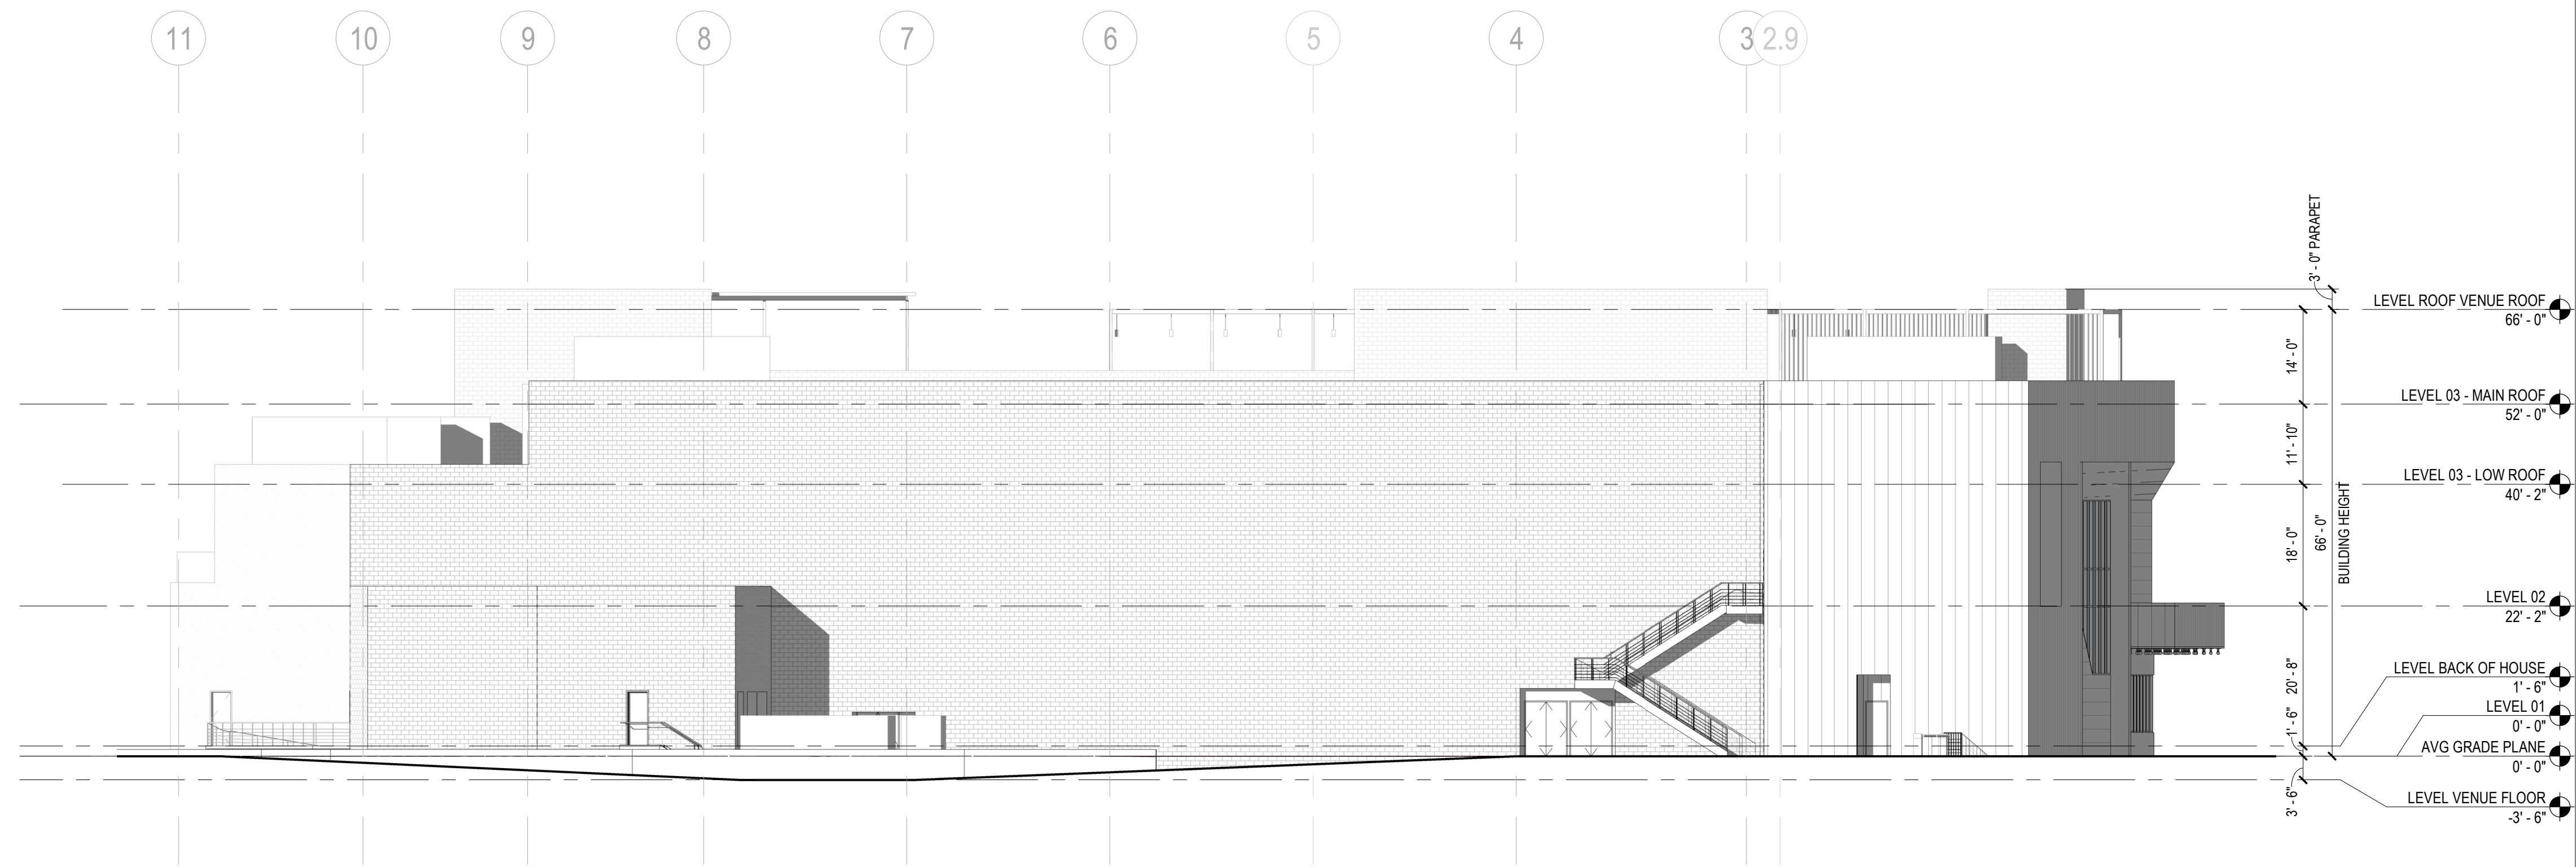 11
10
9
8
7
6
5
4
3
2.9
3' - 0" PARAPET
LEVEL ROOF VENUE ROOF
66' - 0"
14' - 0"
LEVEL 03 - MAIN ROOF
52' - 0"
11' - 10"
LEVEL 03 - LOW ROOF
40' - 2"
18' - 0"
66' - 0"
BUILDING HEIGHT
LEVEL 02
22' - 2"
20' - 8"
LEVEL BACK OF HOUSE
1' - 6"
LEVEL 01
0' - 0"
1' - 6"
AVG GRADE PLANE
0' - 0"
3' - 6"
LEVEL VENUE FLOOR
-3' - 6"